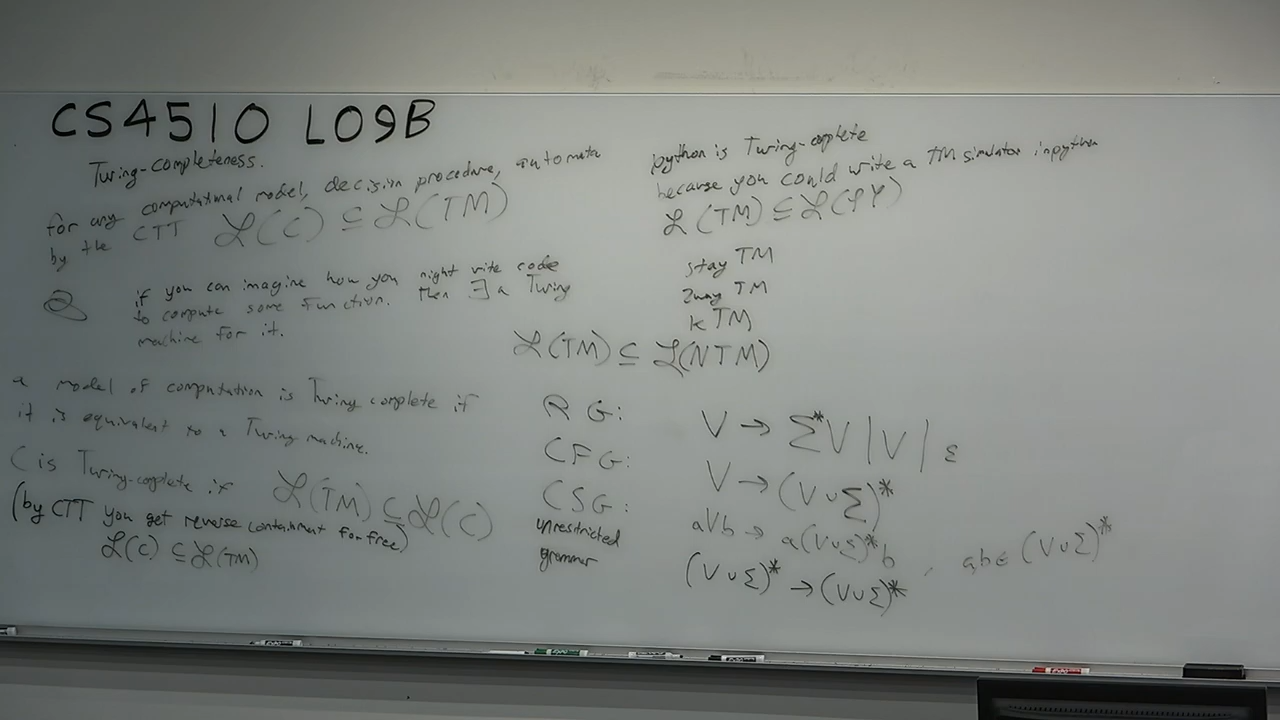 CS4510 L09B
Turing-completeness.
for any computational model, decision procedure, automata
by the CTT ℒ(C) ⊆ ℒ(TM)
if you can imagine how you might write code
to compute some function. then ∃ a Turing
machine for it.
a model of computation is Turing complete if
it is equivalent to a Turing machine.
C is Turing-complete if ℒ(TM) ⊆ ℒ(C)
(by CTT you get reverse containment for free)
ℒ(C) ⊆ ℒ(TM)
python is Turing-complete
because you could write a TM simulator in python
ℒ(TM) ⊆ ℒ(PY)
stay TM
2way TM
k TM
ℒ(TM) ⊆ ℒ(NTM)
RG: V → Σ*V | V | ε
CFG: V → (V ∪ Σ)*
CSG: aVb → a(V ∪ Σ)*b , ab ∈ (V ∪ Σ)*
unrestricted
grammar (V ∪ Σ)* → (V ∪ Σ)*